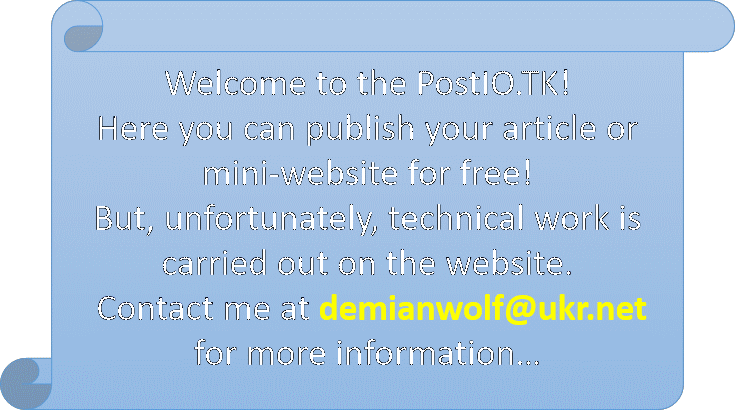 Welcome to the PostIO.TK!
Here you can publish your article or
mini-website for free!
But, unfortunately, technical work is
carried out on the website.
Contact me at demianwolf@ukr.net
for more information...